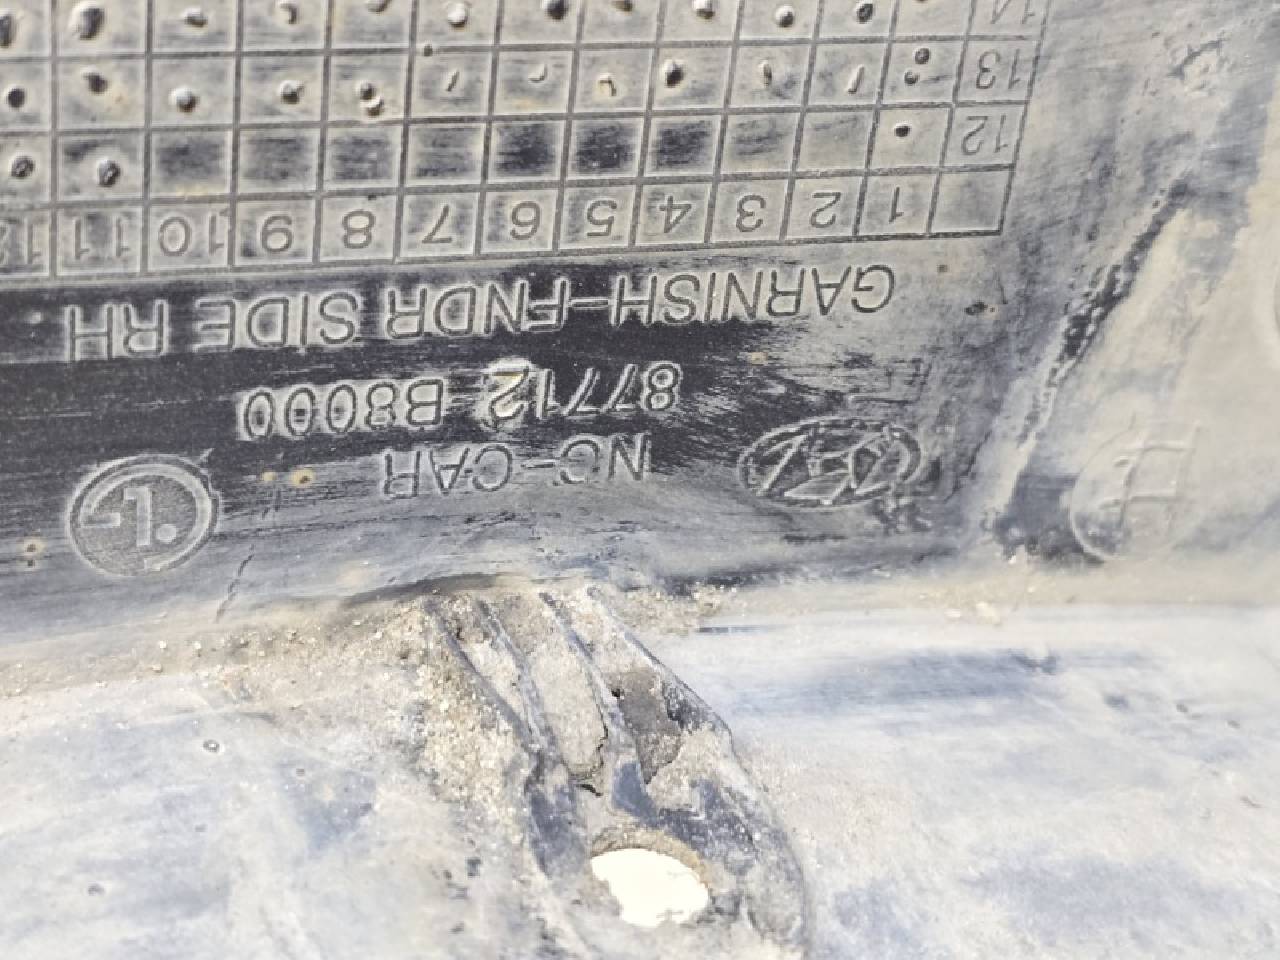 NC-CAR
87712 B8000
GARNISH-FNDR SIDE RH
1 2 3 4 5 6 7 8 9 10 11
12
13
14